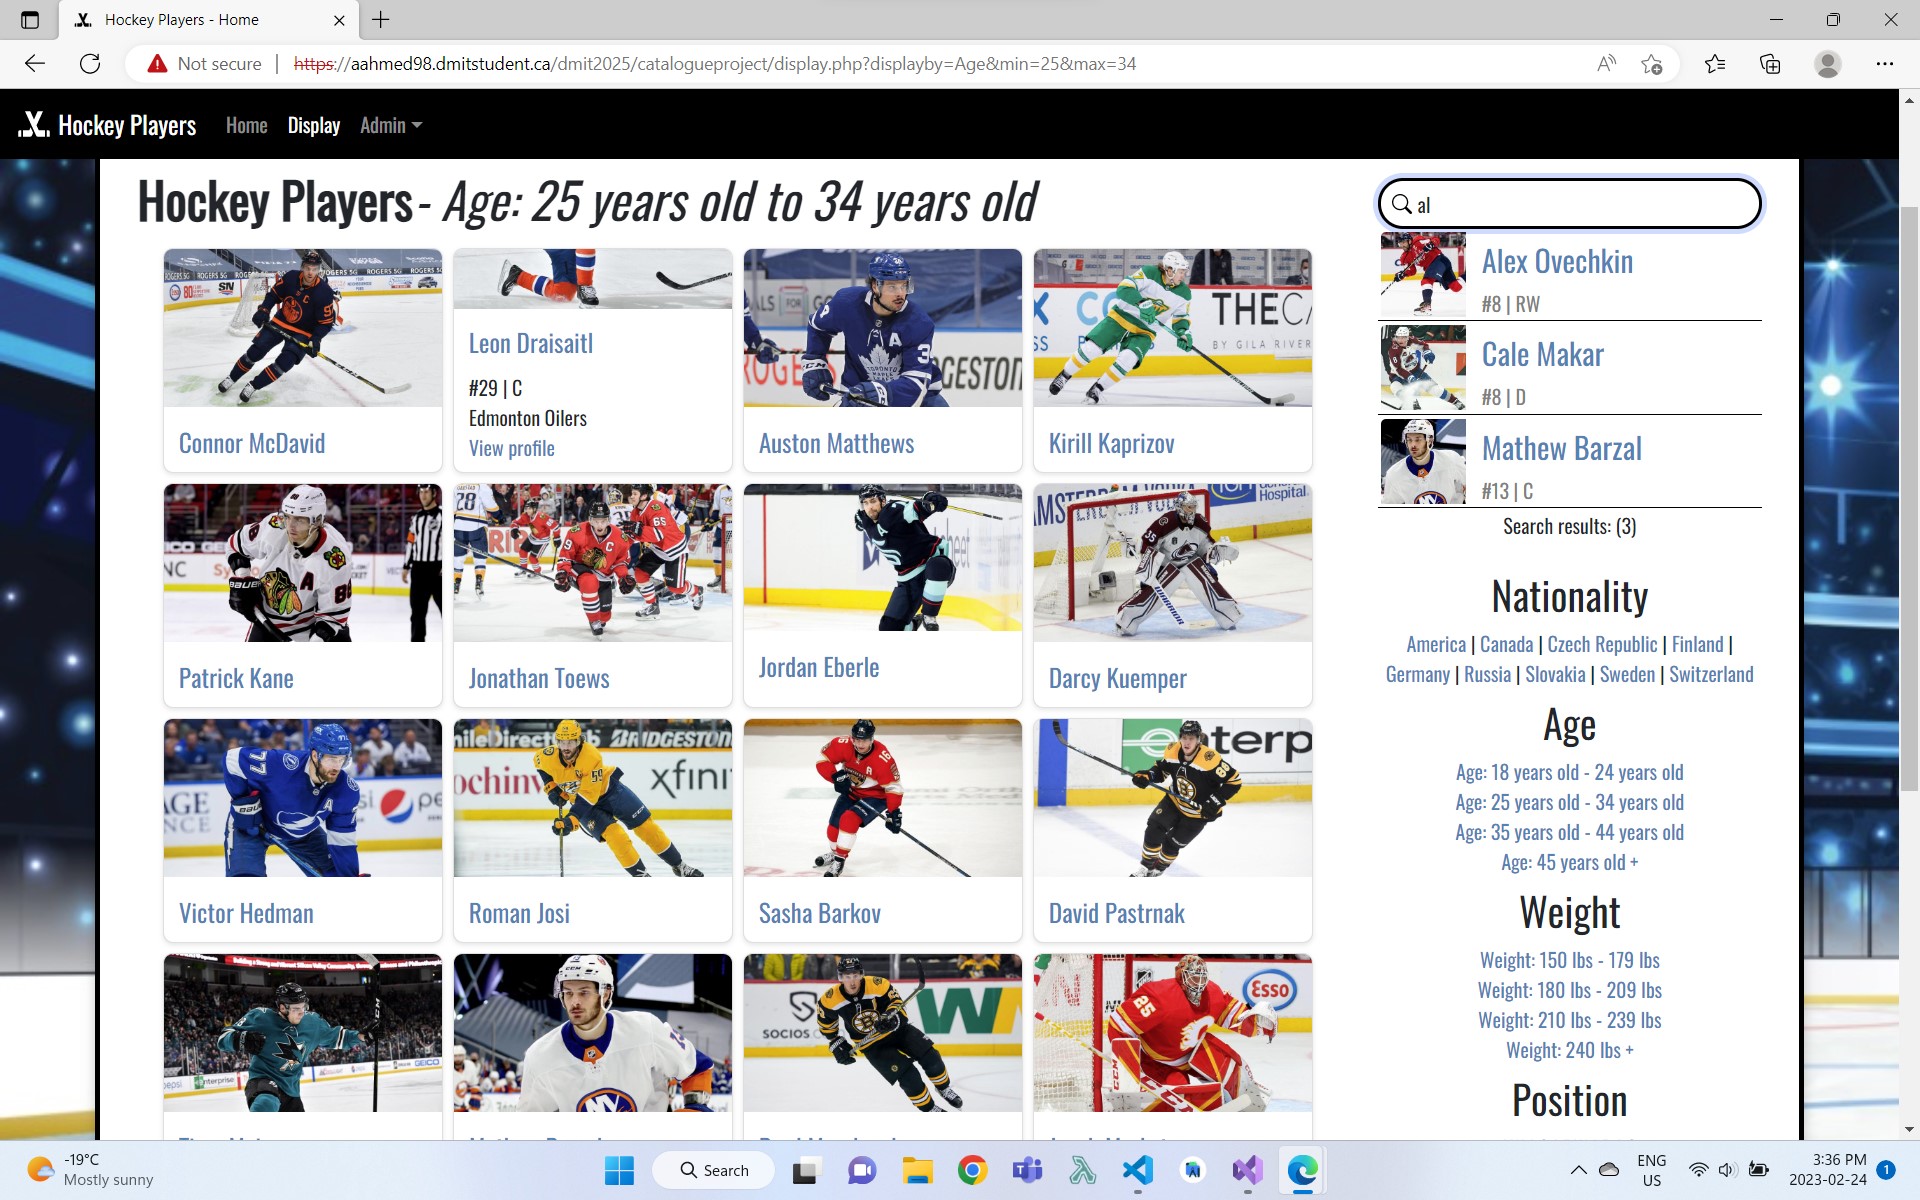 Hockey Players - Home
Not secure
https://aahmed98.dmitstudent.ca/dmit2025/catalogueproject/display.php?displayby=Age&min=25&max=34
Hockey Players
Home
Display
Admin
Hockey Players - Age: 25 years old to 34 years old
al
Connor McDavid
Leon Draisaitl
#29 | C
Edmonton Oilers
View profile
Auston Matthews
Kirill Kaprizov
Patrick Kane
Jonathan Toews
Jordan Eberle
Darcy Kuemper
Victor Hedman
Roman Josi
Sasha Barkov
David Pastrnak
Alex Ovechkin
#8 | RW
Cale Makar
#8 | D
Mathew Barzal
#13 | C
Search results: (3)
Nationality
America | Canada | Czech Republic | Finland |
Germany | Russia | Slovakia | Sweden | Switzerland
Age
Age: 18 years old - 24 years old
Age: 25 years old - 34 years old
Age: 35 years old - 44 years old
Age: 45 years old +
Weight
Weight: 150 lbs - 179 lbs
Weight: 180 lbs - 209 lbs
Weight: 210 lbs - 239 lbs
Weight: 240 lbs +
Position
-19°C
Mostly sunny
Search
ENG
US
3:36 PM
2023-02-24
1